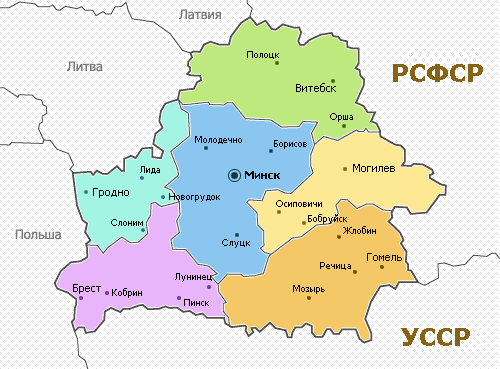 Латвия
Полоцк
Литва
РСФСР
Витебск
Орша
Молодечно
Борисов
Лида
Минск
Могилев
Гродно
Новогрудок
Осиповичи
Слоним
Бобруйск
Жлобин
Польша
Слуцк
Гомель
Речица
Лунинец
Брест
Кобрин
Мозырь
Пинск
УССР